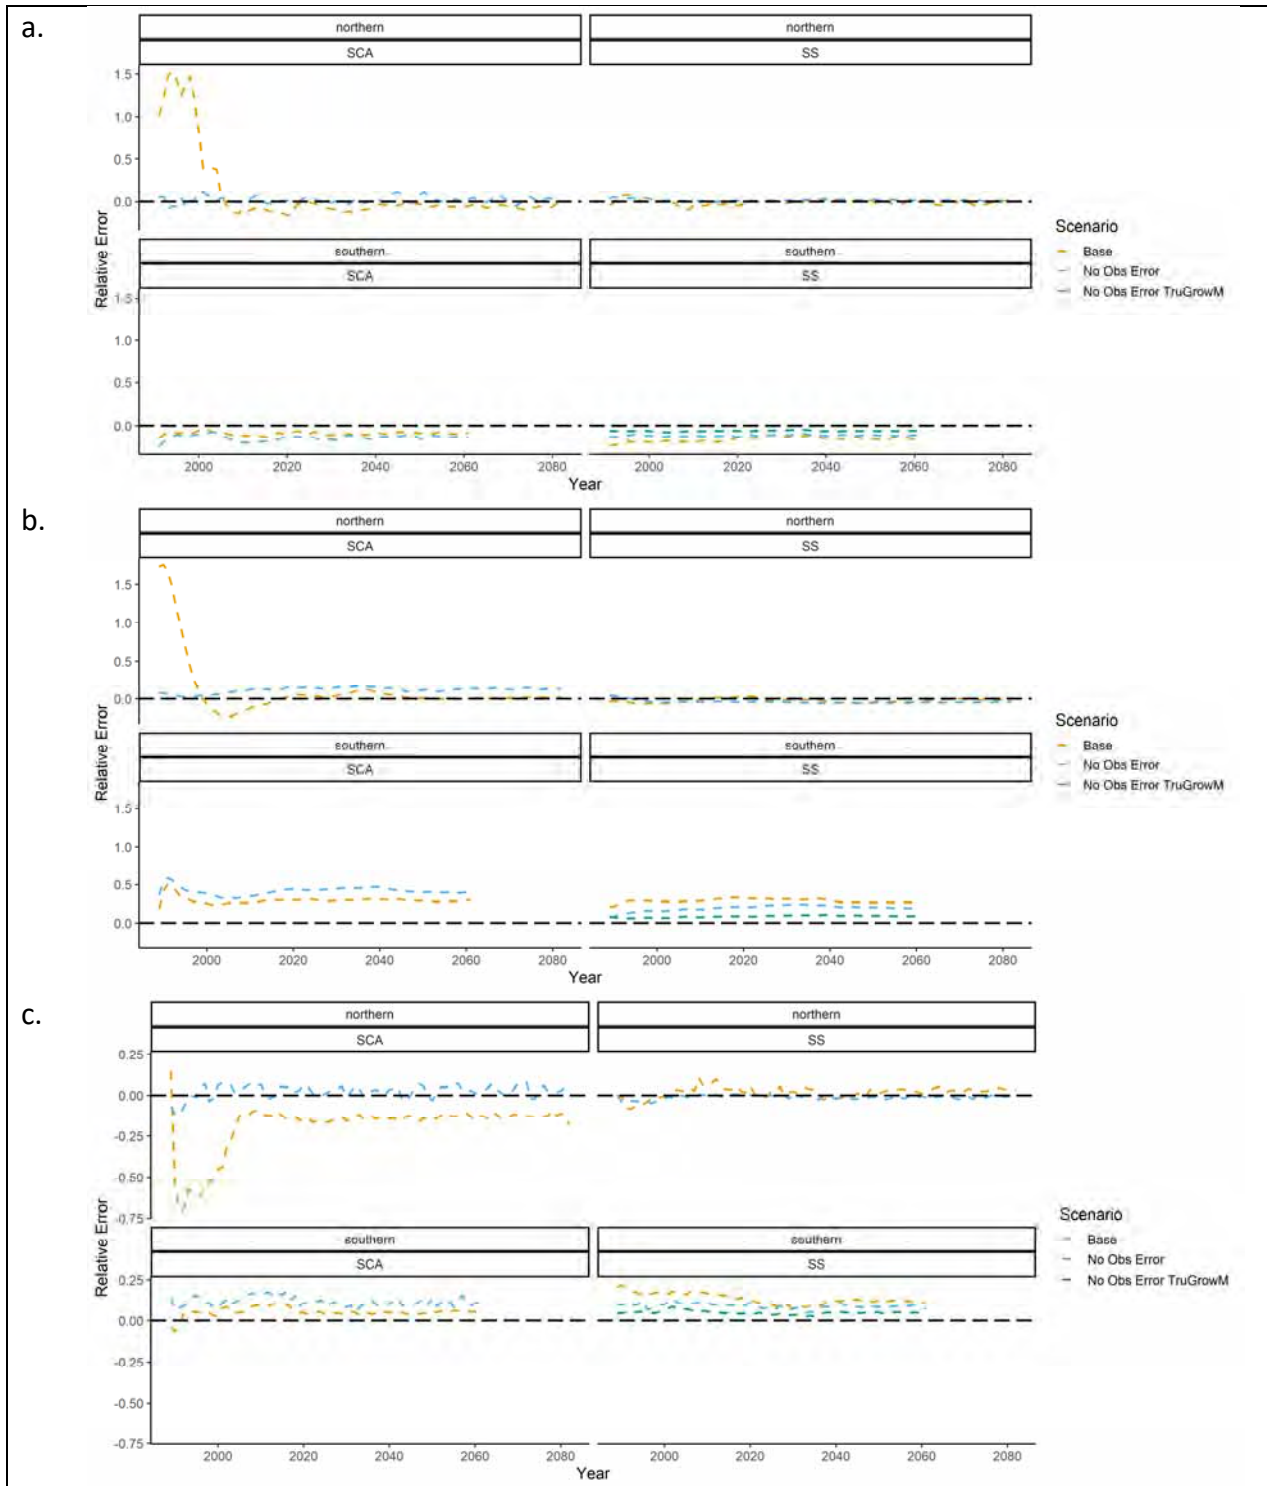 a.
northern
northern
SCA
SS
1.5
1.0
0.5
0.0
southern
southern
SCA
SS
1.5
1.0
0.5
0.0
Relative Error
2000 2020 2040 2060 2080
2000 2020 2040 2060 2080
Year
Scenario
Base
No Obs Error
No Obs Error TruGrowM
b.
northern
northern
SCA
SS
1.5
1.0
0.5
0.0
southern
southern
SCA
SS
1.5
1.0
0.5
0.0
Relative Error
2000 2020 2040 2060 2080
2000 2020 2040 2060 2080
Year
Scenario
Base
No Obs Error
No Obs Error TruGrowM
c.
northern
northern
SCA
SS
0.25
0.00
-0.25
-0.50
-0.75
southern
southern
SCA
SS
0.25
0.00
-0.25
-0.50
-0.75
Relative Error
2000 2020 2040 2060 2080
2000 2020 2040 2060 2080
Year
Scenario
Base
No Obs Error
No Obs Error TruGrowM